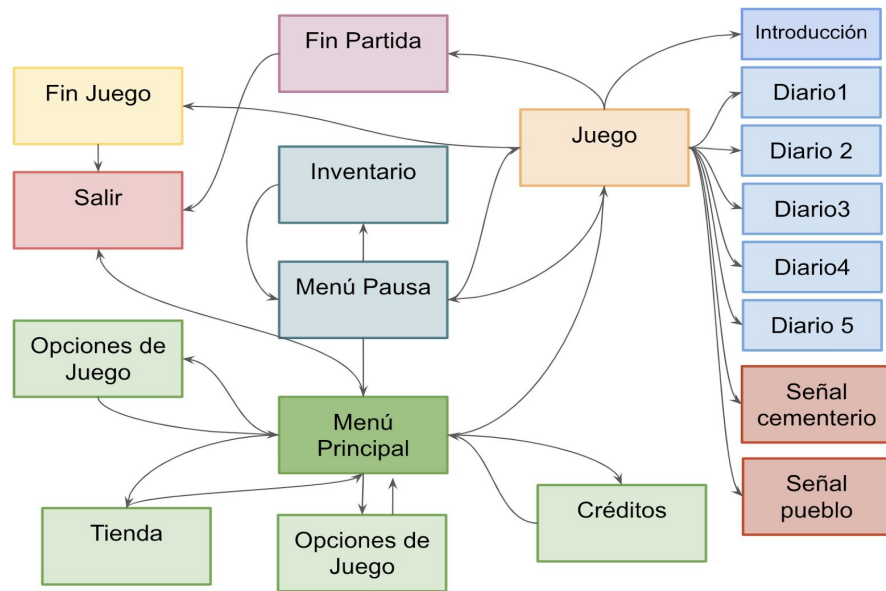 Fin Partida
Introducción
Fin Juego
Diario1
Juego
Diario 2
Inventario
Salir
Diario3
Menú Pausa
Diario4
Diario 5
Opciones de
Juego
Señal
cementerio
Menú
Principal
Señal
pueblo
Créditos
Tienda
Opciones de
Juego